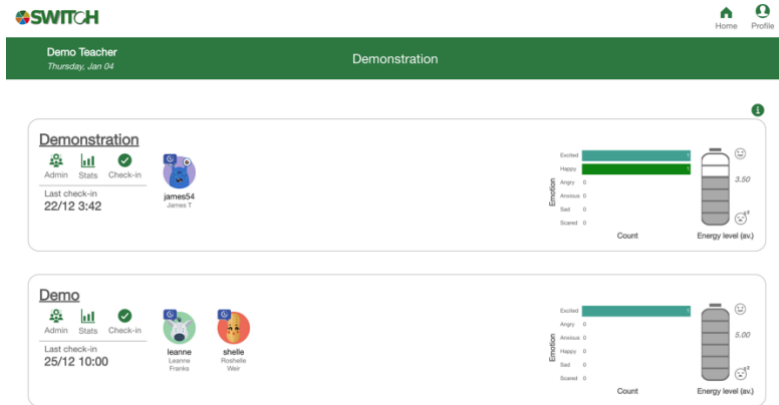 SWITCH
Home
Profile
Demo Teacher
Thursday, Jan 04
Demonstration
Demonstration
Admin
Stats
Check-in
Last check-in
22/12 3:42
james54
James T
Emotion
Excited 1
Happy 1
Angry 0
Anxious 0
Sad 0
Scared 0
Count
3.50
Energy level (av.)
Demo
Admin
Stats
Check-in
Last check-in
25/12 10:00
leanne
Leanne
Franks
shelle
Roshelle
Weir
Emotion
Excited 1
Angry 0
Anxious 0
Happy 0
Sad 0
Scared 0
Count
5.00
Energy level (av.)